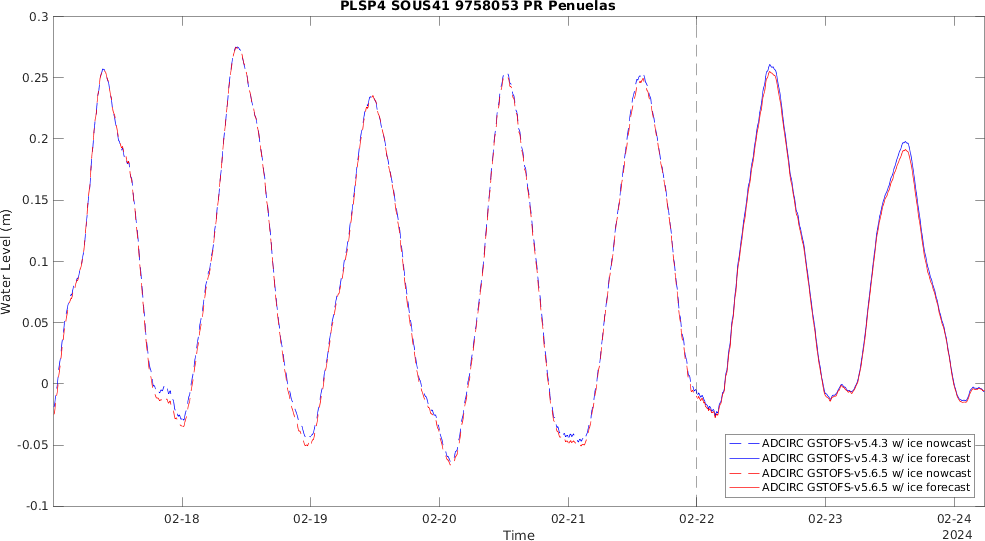 PLSP4 SOUS41 9758053 PR Penuelas
0.3
0.25
0.2
0.15
0.1
0.05
0
-0.05
-0.1
Water Level (m)
02-18 02-19 02-20 02-21 02-22 02-23 02-24
Time
2024
ADCIRC GSTOFS-v5.4.3 w/ ice nowcast
ADCIRC GSTOFS-v5.4.3 w/ ice forecast
ADCIRC GSTOFS-v5.6.5 w/ ice nowcast
ADCIRC GSTOFS-v5.6.5 w/ ice forecast